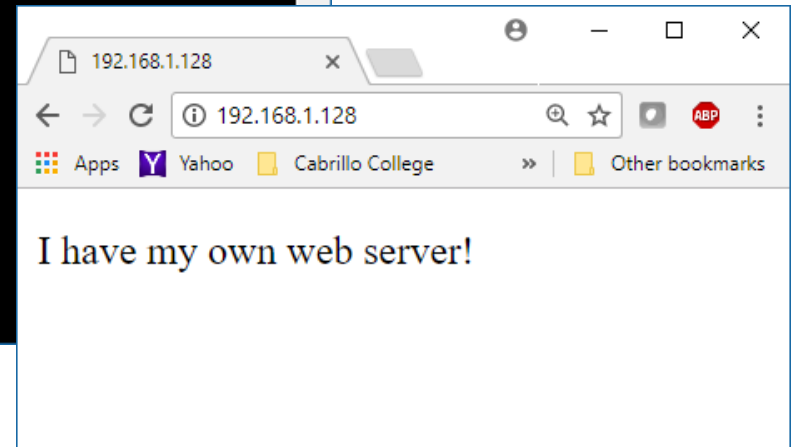 192.168.1.128
192.168.1.128
ABP
Apps Yahoo Cabrillo College » Other bookmarks
I have my own web server!